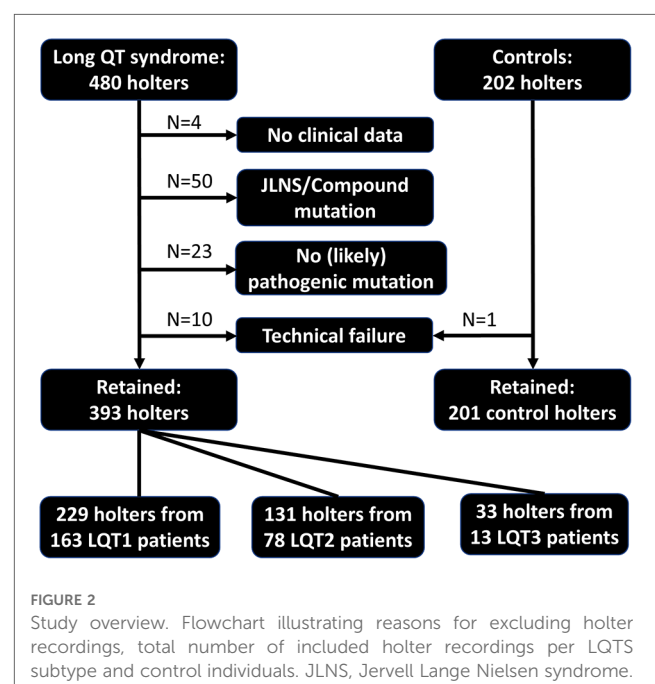 Long QT syndrome:
480 holters
Controls:
202 holters
N=4
No clinical data
N=50
JLNS/Compound
mutation
N=23
No (likely)
pathogenic mutation
N=10
Technical failure
N=1
Retained:
393 holters
Retained:
201 control holters
229 holters from
163 LQT1 patients
131 holters from
78 LQT2 patients
33 holters from
13 LQT3 patients
FIGURE 2
Study overview. Flowchart illustrating reasons for excluding holter
recordings, total number of included holter recordings per LQTS
subtype and control individuals. JLNS, Jervell Lange Nielsen syndrome.